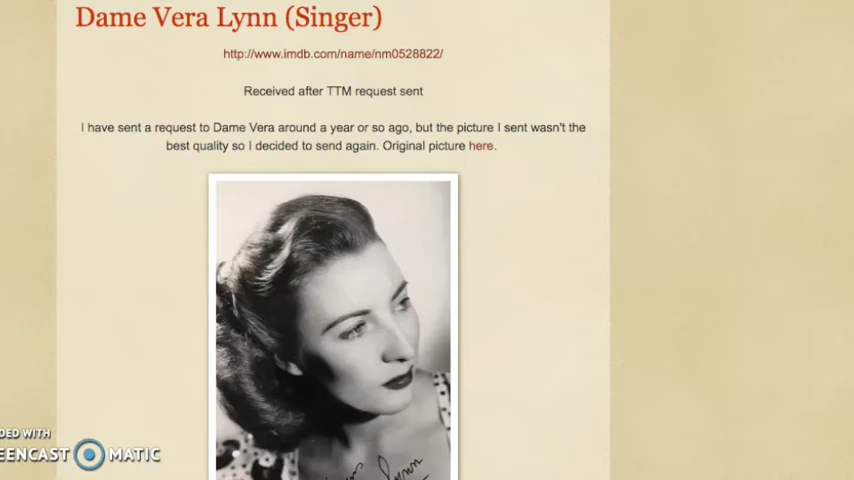 Dame Vera Lynn (Singer)
http://www.imdb.com/name/nm0528822/
Received after TTM request sent
I have sent a request to Dame Vera around a year or so ago, but the picture I sent wasn't the
best quality so I decided to send again. Original picture here.
Lynn
DED WITH
EENCAST MATIC